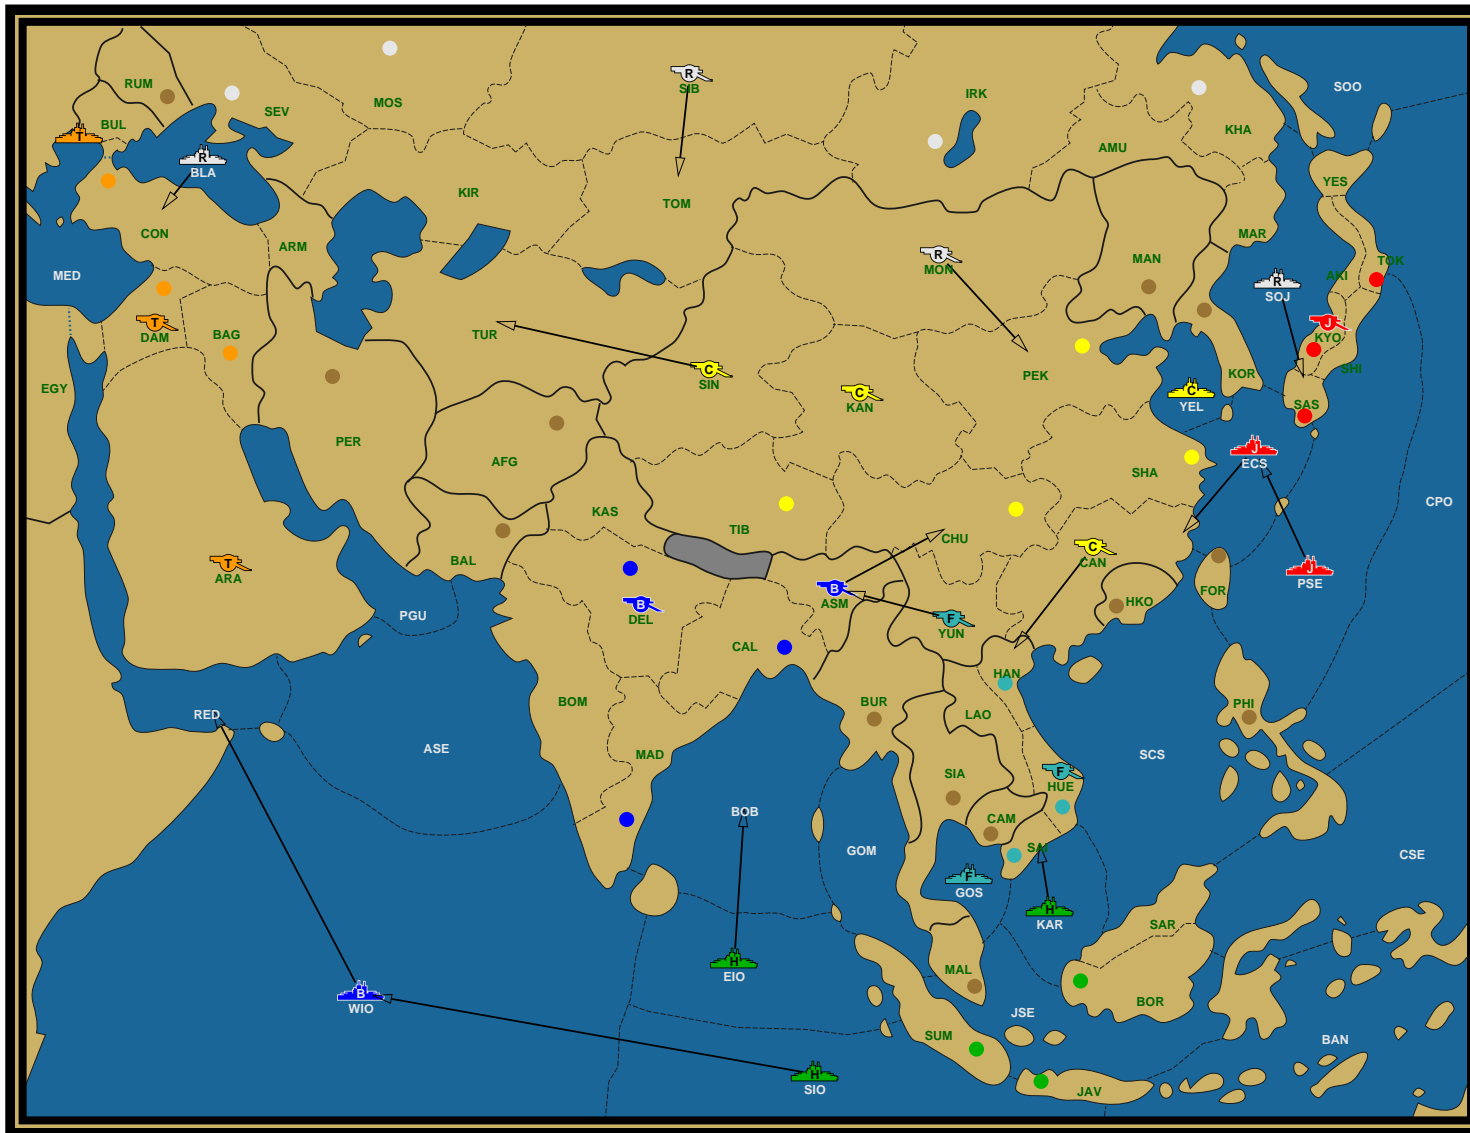 SOO
R
SIB
RUM
SEV
MOS
IRK
BUL
T
KHA
AMU
R
BLA
YES
KIR
TOM
CON
ARM
MAR
R
MON
MAN
TOK
MED
AKI
R
SOJ
T
DAM
BAG
TUR
J
KYO
C
SIN
PEK
KOR
SHI
EGY
C
KAN
C
YEL
SAS
PER
AFG
J
ECS
SHA
CPO
KAS
TIB
CHU
BAL
C
CAN
T
ARA
J
PSE
B
ASM
FOR
B
DEL
HKO
PGU
F
YUN
CAL
HAN
BOM
BUR
PHI
RED
LAO
ASE
MAD
SCS
SIA
F
HUE
BOB
CAM
GOM
SAI
CSE
F
GOS
H
KAR
SAR
H
EIO
MAL
B
WIO
BOR
JSE
SUM
BAN
H
SIO
JAV